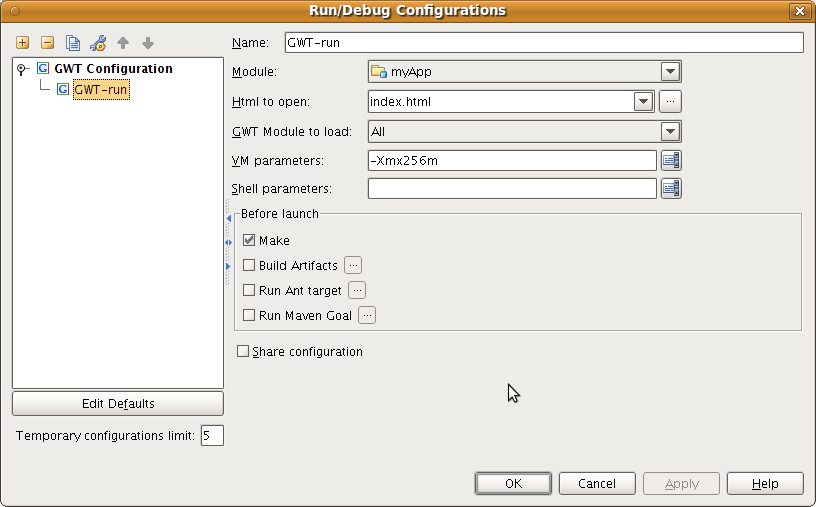 Run/Debug Configurations
GWT Configuration
GWT-run
Edit Defaults
Temporary configurations limit: 5
Name: GWT-run
Module: myApp
Html to open: index.html ...
GWT Module to load: All
VM parameters: -Xmx256m
Shell parameters:
Before launch
Make
Build Artifacts ...
Run Ant target ...
Run Maven Goal ...
Share configuration
OK Cancel Apply Help